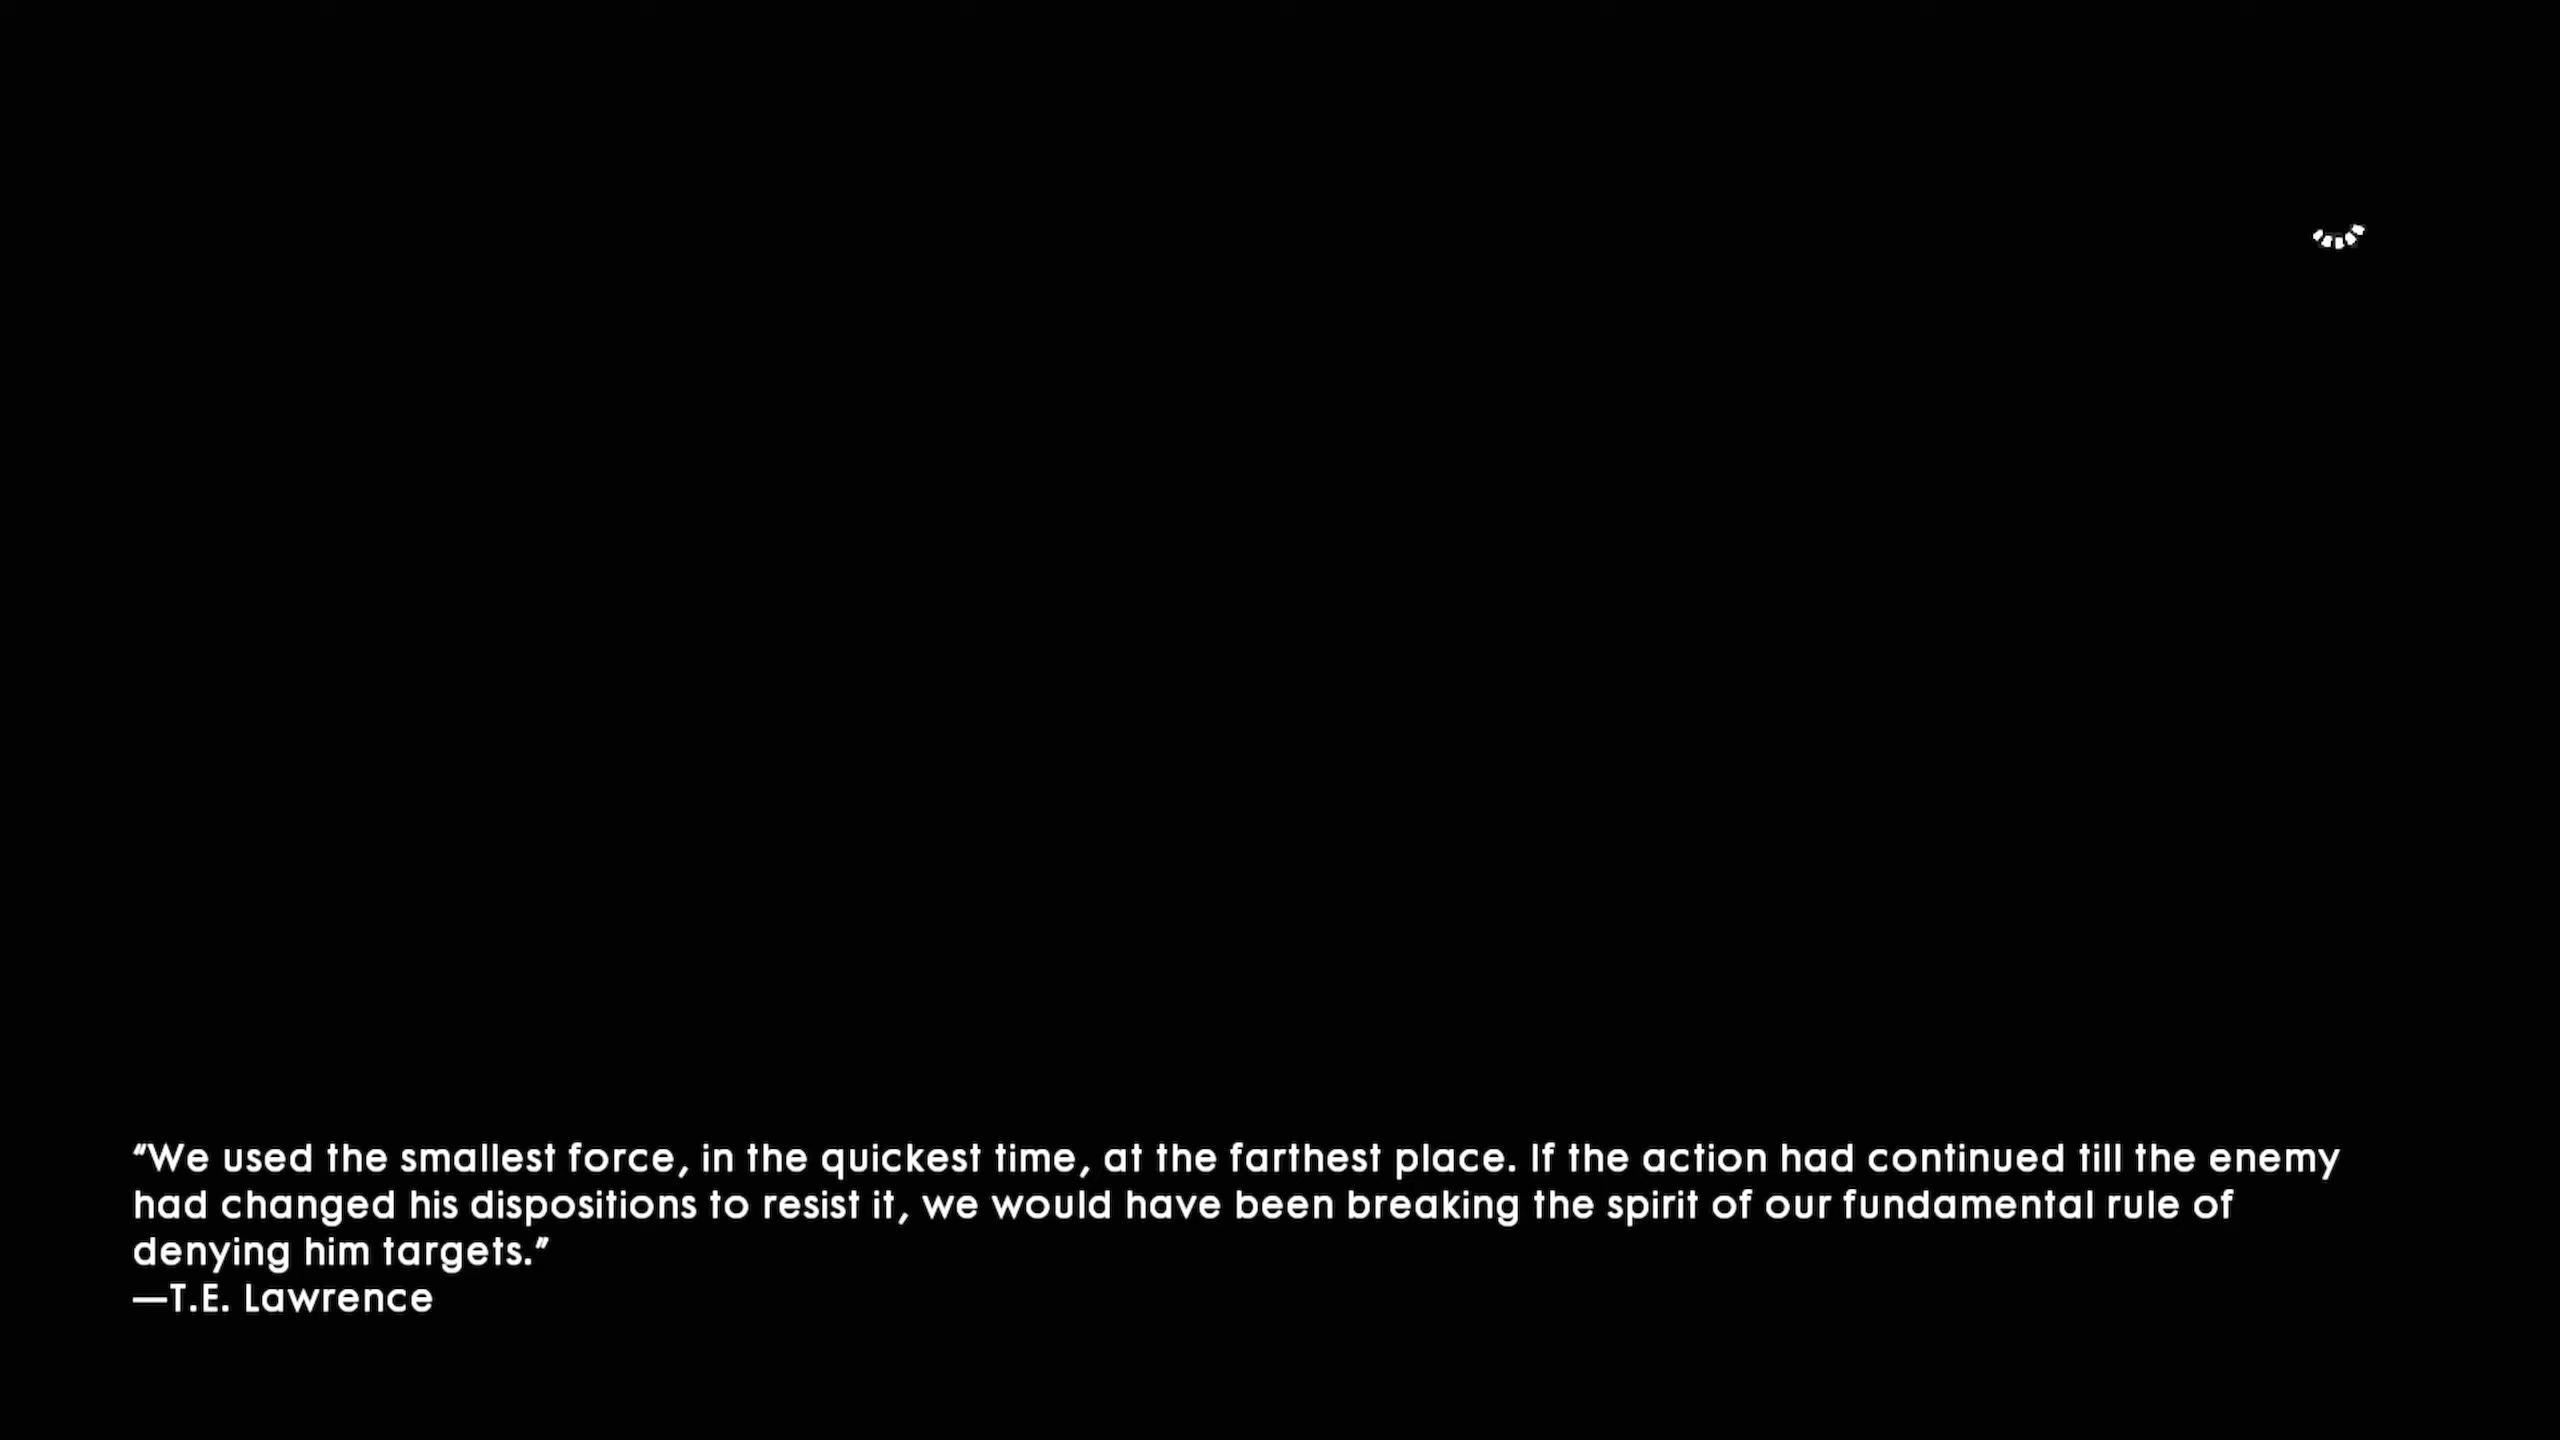 “We used the smallest force, in the quickest time, at the farthest place. If the action had continued till the enemy
had changed his dispositions to resist it, we would have been breaking the spirit of our fundamental rule of
denying him targets.”
—T.E. Lawrence